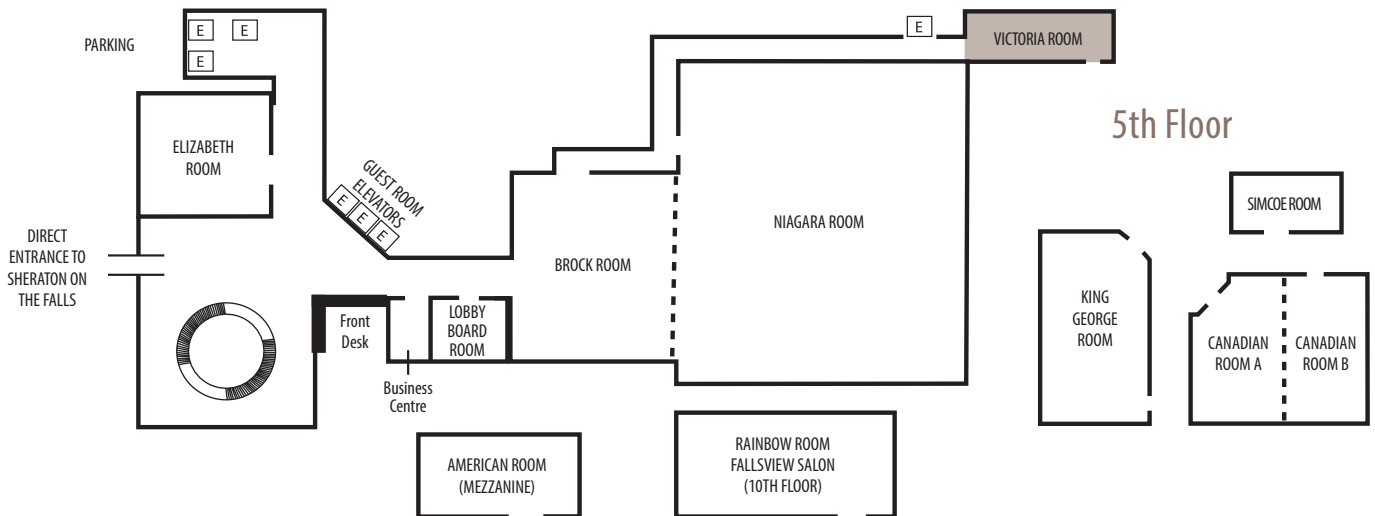 PARKING
E
E
E
E
VICTORIA ROOM
5th Floor
ELIZABETH
ROOM
GUEST ROOM
ELEVATORS
E
E
E
DIRECT
ENTRANCE TO
SHERATON ON
THE FALLS
BROCK ROOM
NIAGARA ROOM
SIMCOE ROOM
KING
GEORGE
ROOM
CANADIAN
ROOM A
CANADIAN
ROOM B
Front
Desk
LOBBY
BOARD
ROOM
Business
Centre
AMERICAN ROOM
(MEZZANINE)
RAINBOW ROOM
FALLSVIEW SALON
(10TH FLOOR)